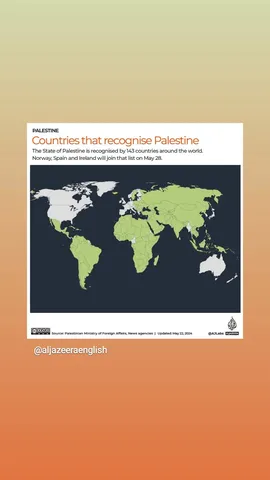 PALESTINE
Countries that recognise Palestine
The State of Palestine is recognised by 143 countries around the world.
Norway, Spain and Ireland will join that list on May 28.
Source: Palestinian Ministry of Foreign Affairs, News agencies | Updated May 22, 2024
@AJLabs
@aljazeeraenglish